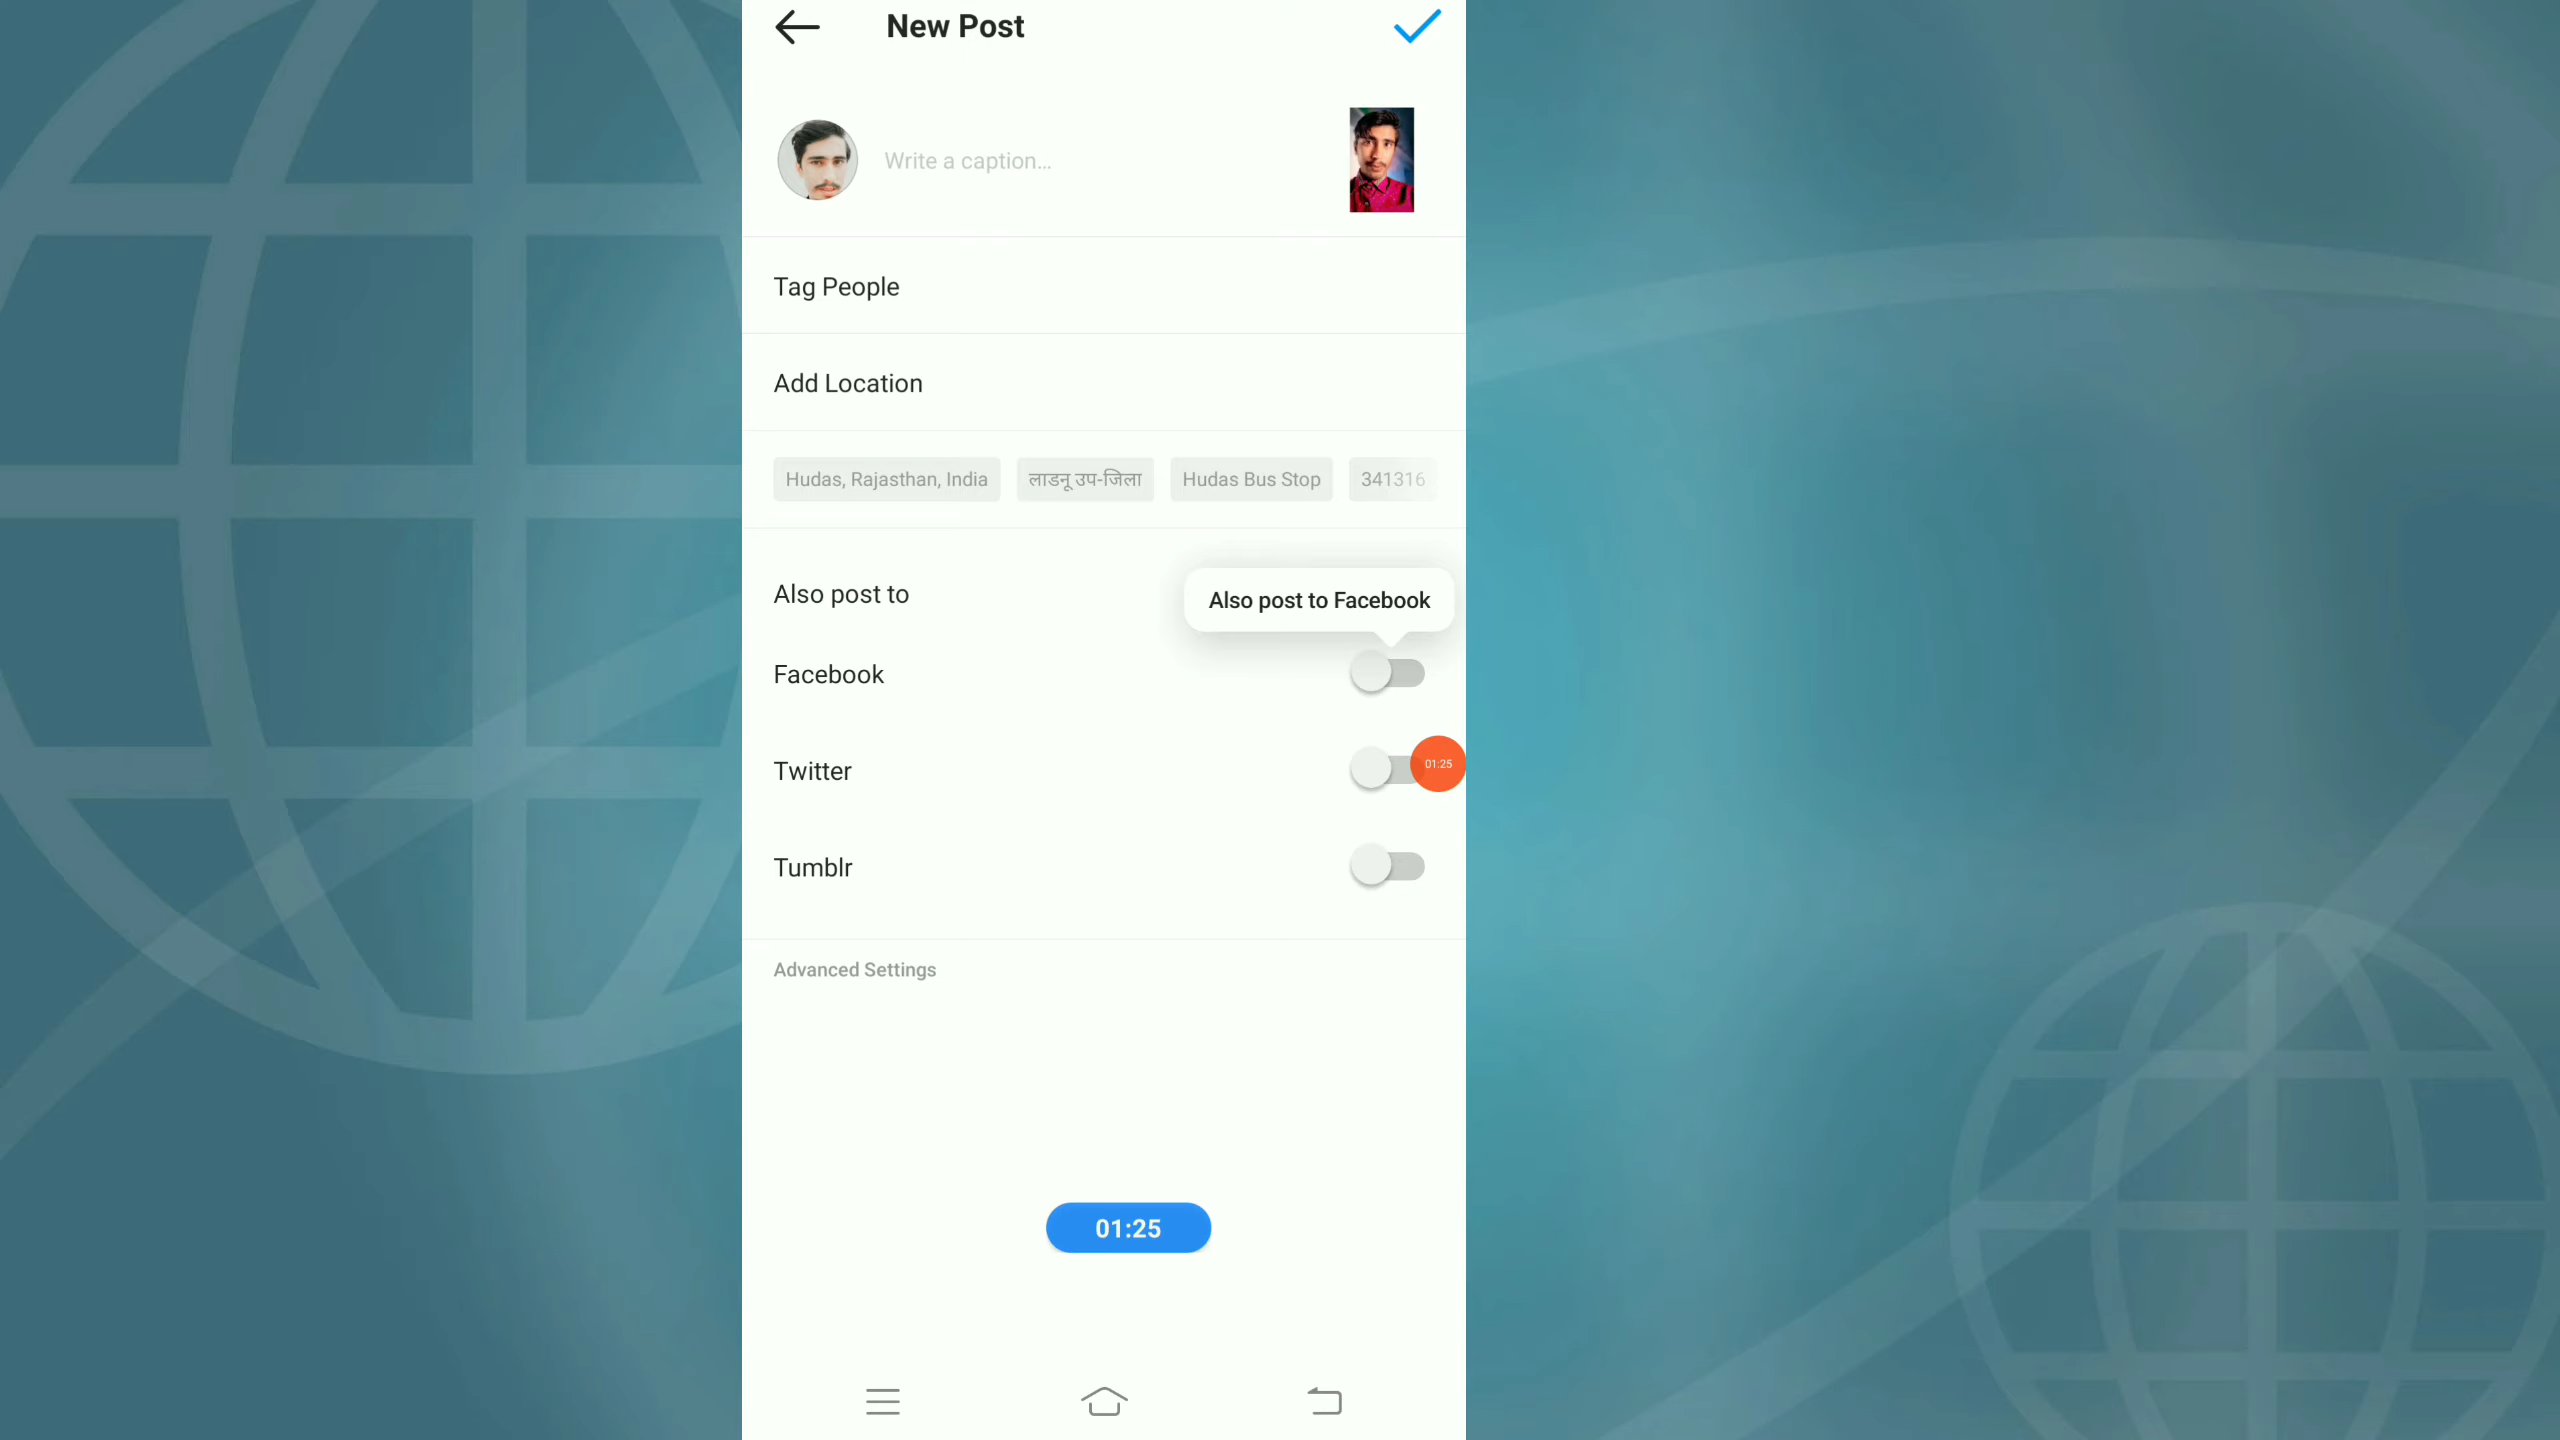 New Post
Write a caption...
Tag People
Add Location
Hudas, Rajasthan, India लाडनू उप-जिला Hudas Bus Stop 341316
Also post to
Also post to Facebook
Facebook
Twitter
01:25
Tumblr
Advanced Settings
01:25